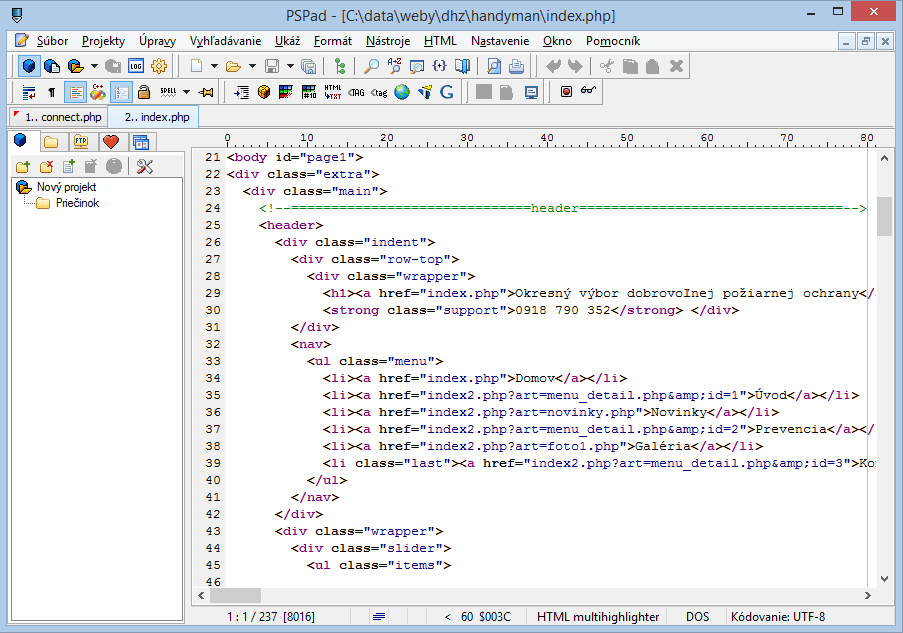 PSPad - [C:\data\weby\dhz\handyman\index.php]
Súbor Projekty Úpravy Vyhľadávanie Ukáž Formát Nástroje HTML Nastavenie Okno Pomocník
LOG
SPELL HTML TXT
1.. connect.php 2.. index.php
FTP
Nový projekt
Priečinok
0 10 20 30 40 50 60 70 80
21 <body id="page1">
22 <div class="extra">
23 <div class="main">
24 <!--==============================header=================================-->
25 <header>
26 <div class="indent">
27 <div class="row-top">
28 <div class="wrapper">
29 <h1><a href="index.php">Okresný výbor dobrovoľnej požiarnej ochrany</
30 <strong class="support">0918 790 352</strong> </div>
31 </div>
32 <nav>
33 <ul class="menu">
34 <li><a href="index.php">Domov</a></li>
35 <li><a href="index2.php?art=menu_detail.php&amp;id=1">Úvod</a></li>
36 <li><a href="index2.php?art=novinky.php">Novinky</a></li>
37 <li><a href="index2.php?art=menu_detail.php&amp;id=2">Prevencia</a></
38 <li><a href="index2.php?art=foto1.php">Galéria</a></li>
39 <li class="last"><a href="index2.php?art=menu_detail.php&amp;id=3">Ko
40 </ul>
41 </nav>
42 </div>
43 <div class="wrapper">
44 <div class="slider">
45 <ul class="items">
46
1 : 1 / 237 [8016] < 60 $003C HTML multihighlighter DOS Kódovanie: UTF-8